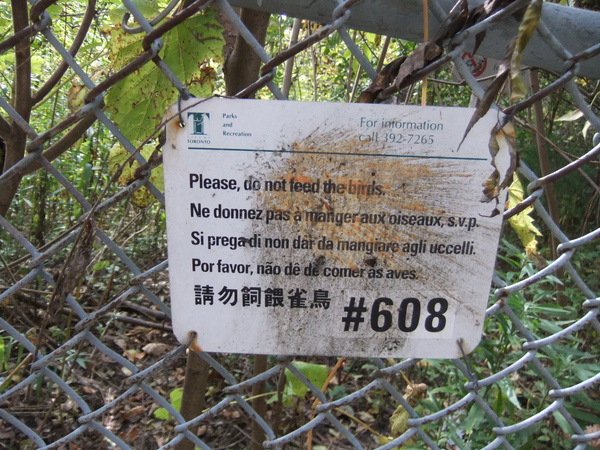 TORONTO
Parks
and
Recreation
For information
call 392-7265
Please, do not feed the birds.
Ne donnez pas à manger aux oiseaux, s.v.p.
Si prega di non dar da mangiare agli uccelli.
Por favor, não dê de comer às aves.
請勿飼餵雀鳥
#608